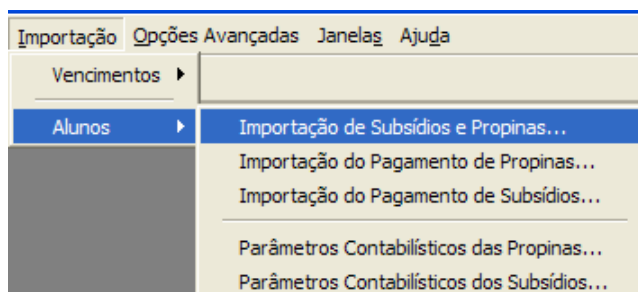 Importação Opções Avançadas Janelas Ajuda
Vencimentos
Alunos
Importação de Subsídios e Propinas...
Importação do Pagamento de Propinas...
Importação do Pagamento de Subsídios...
Parâmetros Contabilísticos das Propinas...
Parâmetros Contabilísticos dos Subsídios...